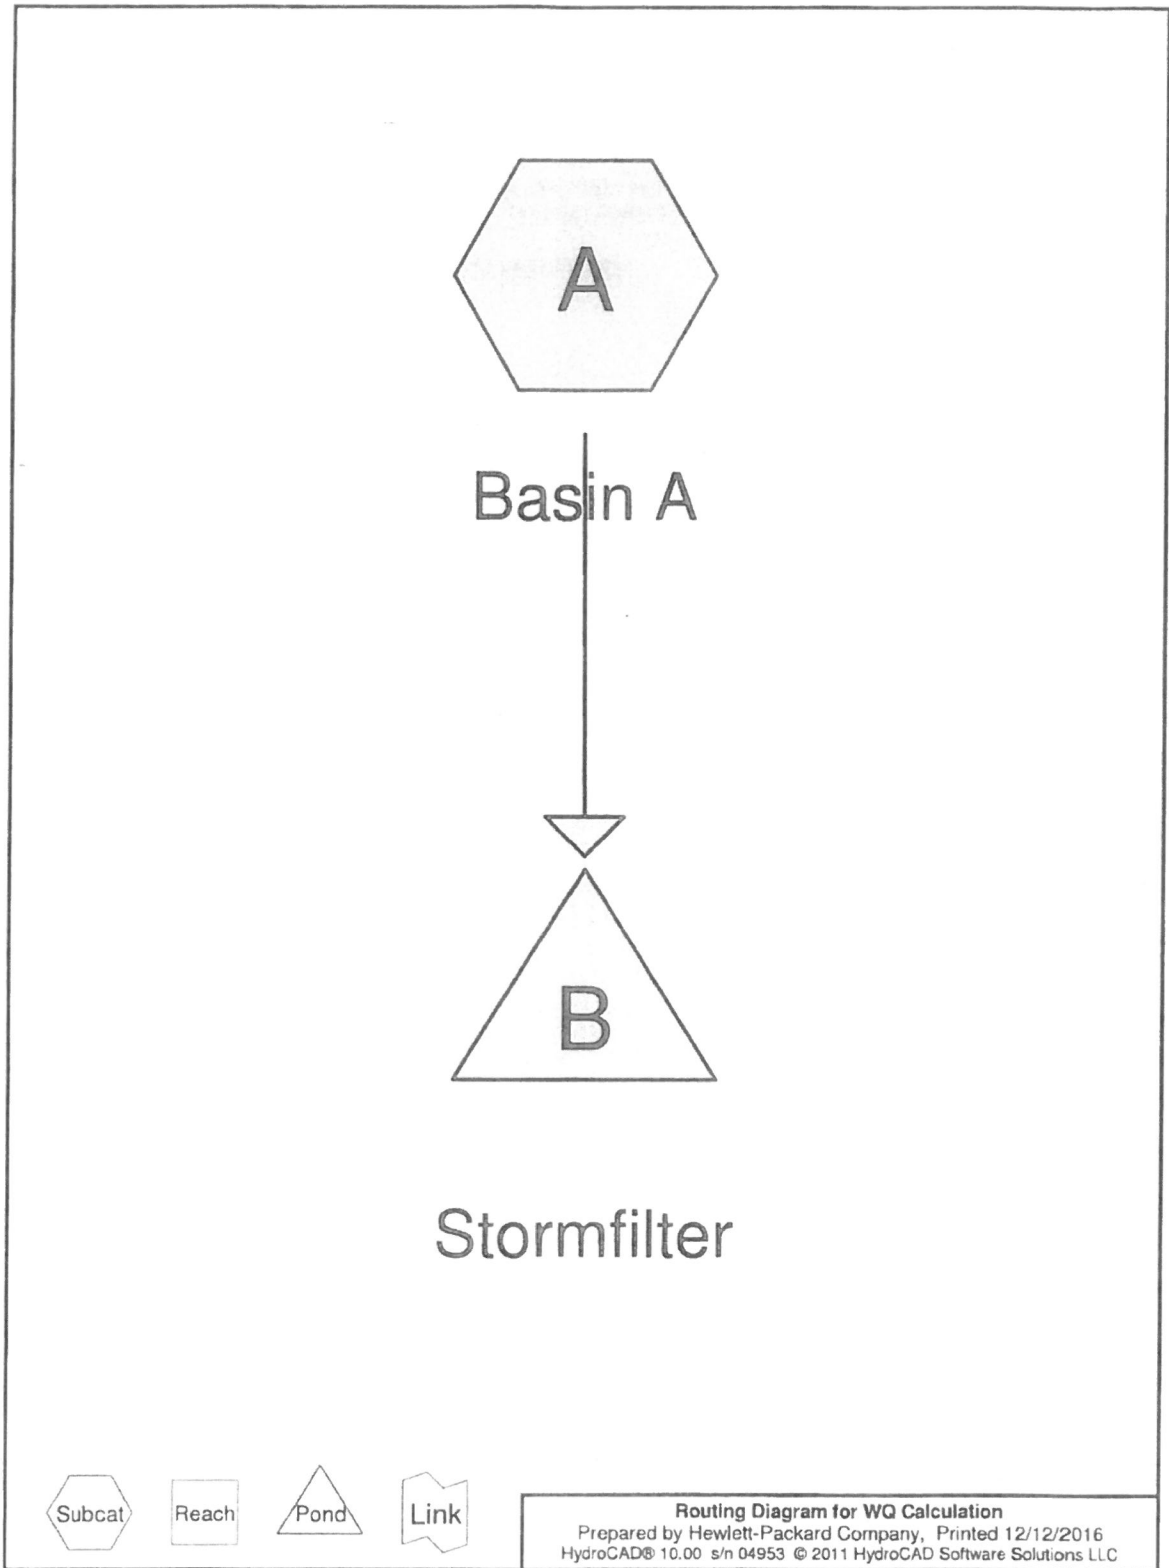 A
Basin A
B
Stormfilter
Subcat
Reach
Pond
Link
Routing Diagram for WQ Calculation
Prepared by Hewlett-Packard Company, Printed 12/12/2016
HydroCAD® 10.00 s/n 04953 © 2011 HydroCAD Software Solutions LLC